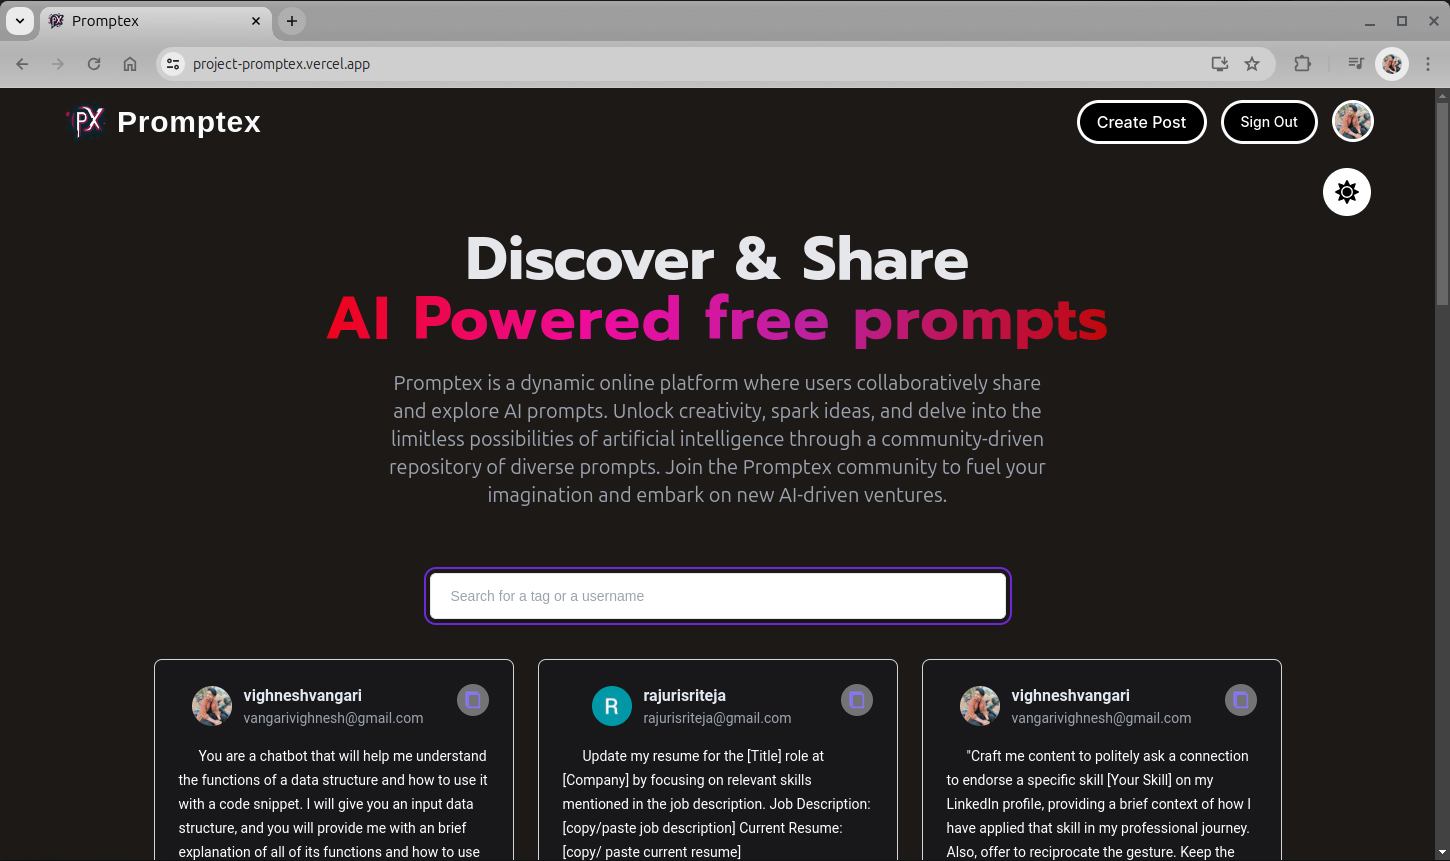 Promptex
project-promptex.vercel.app
PX Promptex
Create Post
Sign Out
Discover & Share
AI Powered free prompts
Promptex is a dynamic online platform where users collaboratively share
and explore AI prompts. Unlock creativity, spark ideas, and delve into the
limitless possibilities of artificial intelligence through a community-driven
repository of diverse prompts. Join the Promptex community to fuel your
imagination and embark on new AI-driven ventures.
Search for a tag or a username
vighneshvangari
vangarivighnesh@gmail.com
You are a chatbot that will help me understand
the functions of a data structure and how to use it
with a code snippet. I will give you an input data
structure, and you will provide me with an brief
explanation of all of its functions and how to use
R
rajurisriteja
rajurisriteja@gmail.com
Update my resume for the [Title] role at
[Company] by focusing on relevant skills
mentioned in the job description. Job Description:
[copy/paste job description] Current Resume:
[copy/ paste current resume]
vighneshvangari
vangarivighnesh@gmail.com
"Craft me content to politely ask a connection
to endorse a specific skill [Your Skill] on my
LinkedIn profile, providing a brief context of how I
have applied that skill in my professional journey.
Also, offer to reciprocate the gesture. Keep the